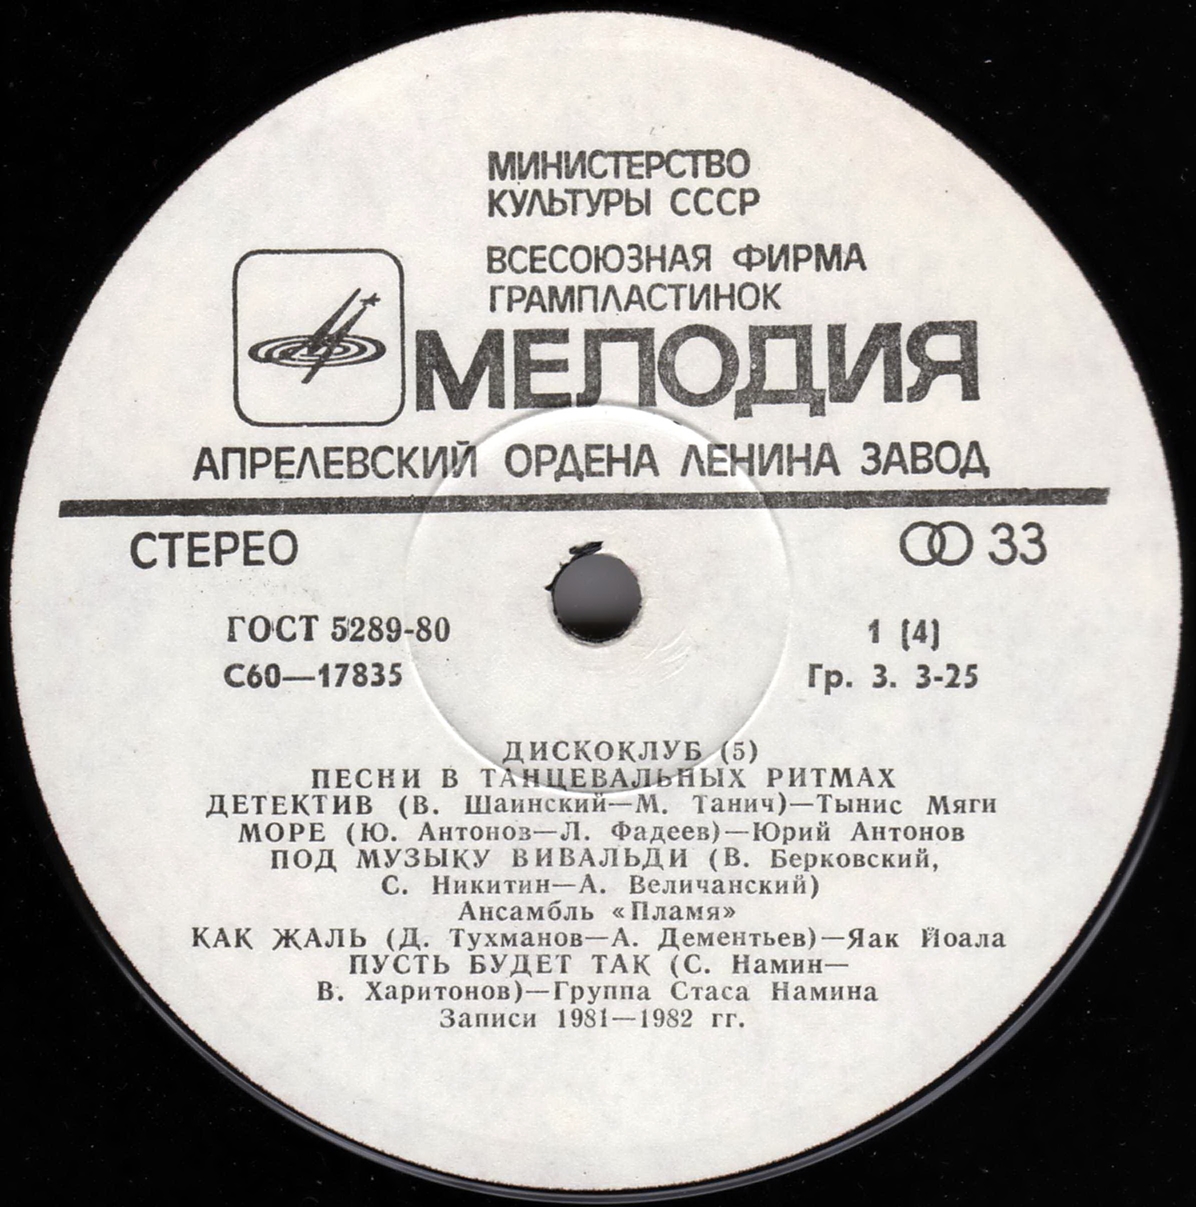 МИНИСТЕРСТВО
КУЛЬТУРЫ СССР
ВСЕСОЮЗНАЯ ФИРМА
ГРАМПЛАСТИНОК
МЕЛОДИЯ
АПРЕЛЕВСКИЙ ОРДЕНА ЛЕНИНА ЗАВОД
СТЕРЕО
33
ГОСТ 5289-80
1 (4)
С60—17835
Гр. 3. 3-25
ДИСКОКЛУБ (5)
ПЕСНИ В ТАНЦЕВАЛЬНЫХ РИТМАХ
ДЕТЕКТИВ (В. Шаинский—М. Танич)—Тынис Мяги
МОРЕ (Ю. Антонов—Л. Фадеев)—Юрий Антонов
ПОД МУЗЫКУ ВИВАЛЬДИ (В. Берковский,
С. Никитин—А. Величанский)
Ансамбль «Пламя»
КАК ЖАЛЬ (Д. Тухманов—А. Дементьев)—Яак Йоала
ПУСТЬ БУДЕТ ТАК (С. Намин—
В. Харитонов)—Группа Стаса Намина
Записи 1981—1982 гг.